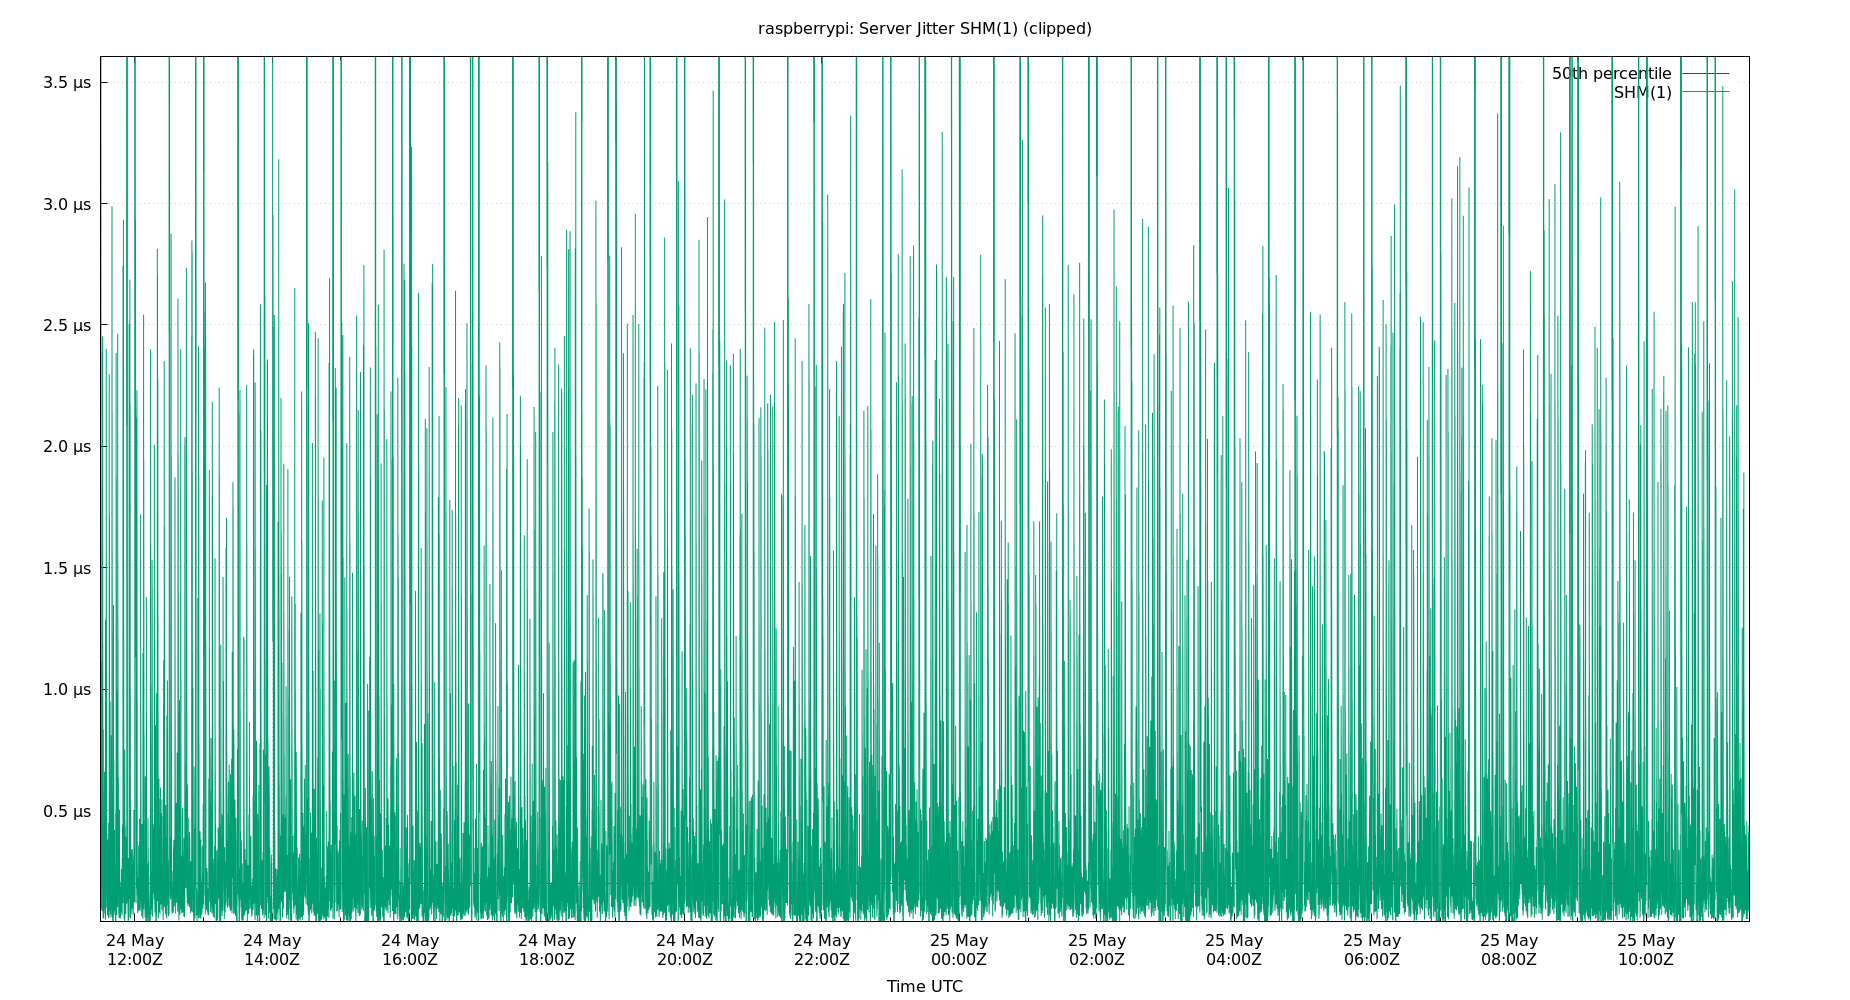 raspberrypi: Server Jitter SHM(1) (clipped)
50th percentile
SHM(1)
3.5 µs
3.0 µs
2.5 µs
2.0 µs
1.5 µs
1.0 µs
0.5 µs
24 May 24 May 24 May 24 May 24 May 24 May 25 May 25 May 25 May 25 May 25 May 25 May
12:00Z 14:00Z 16:00Z 18:00Z 20:00Z 22:00Z 00:00Z 02:00Z 04:00Z 06:00Z 08:00Z 10:00Z
Time UTC